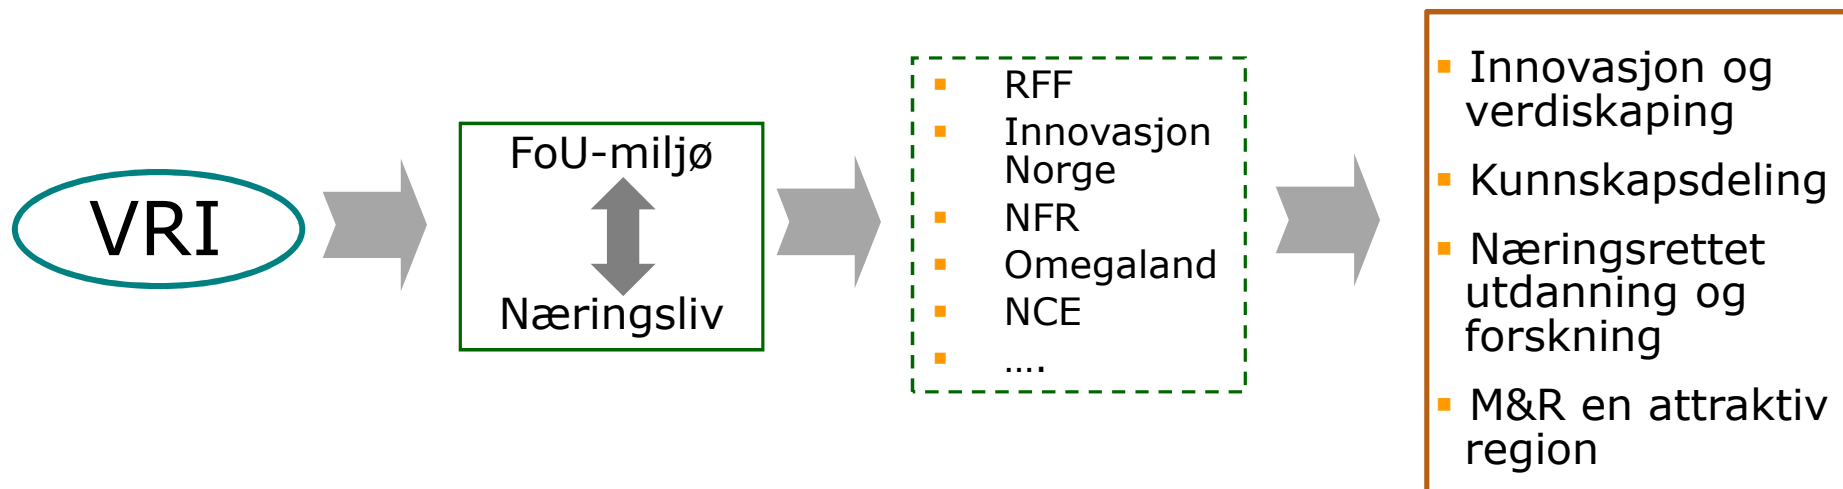 VRI
FoU-miljø
Næringsliv
RFF
Innovasjon
Norge
NFR
Omegaland
NCE
....
Innovasjon og
verdiskaping
Kunnskapsdeling
Næringsrettet
utdanning og
forskning
M&R en attraktiv
region